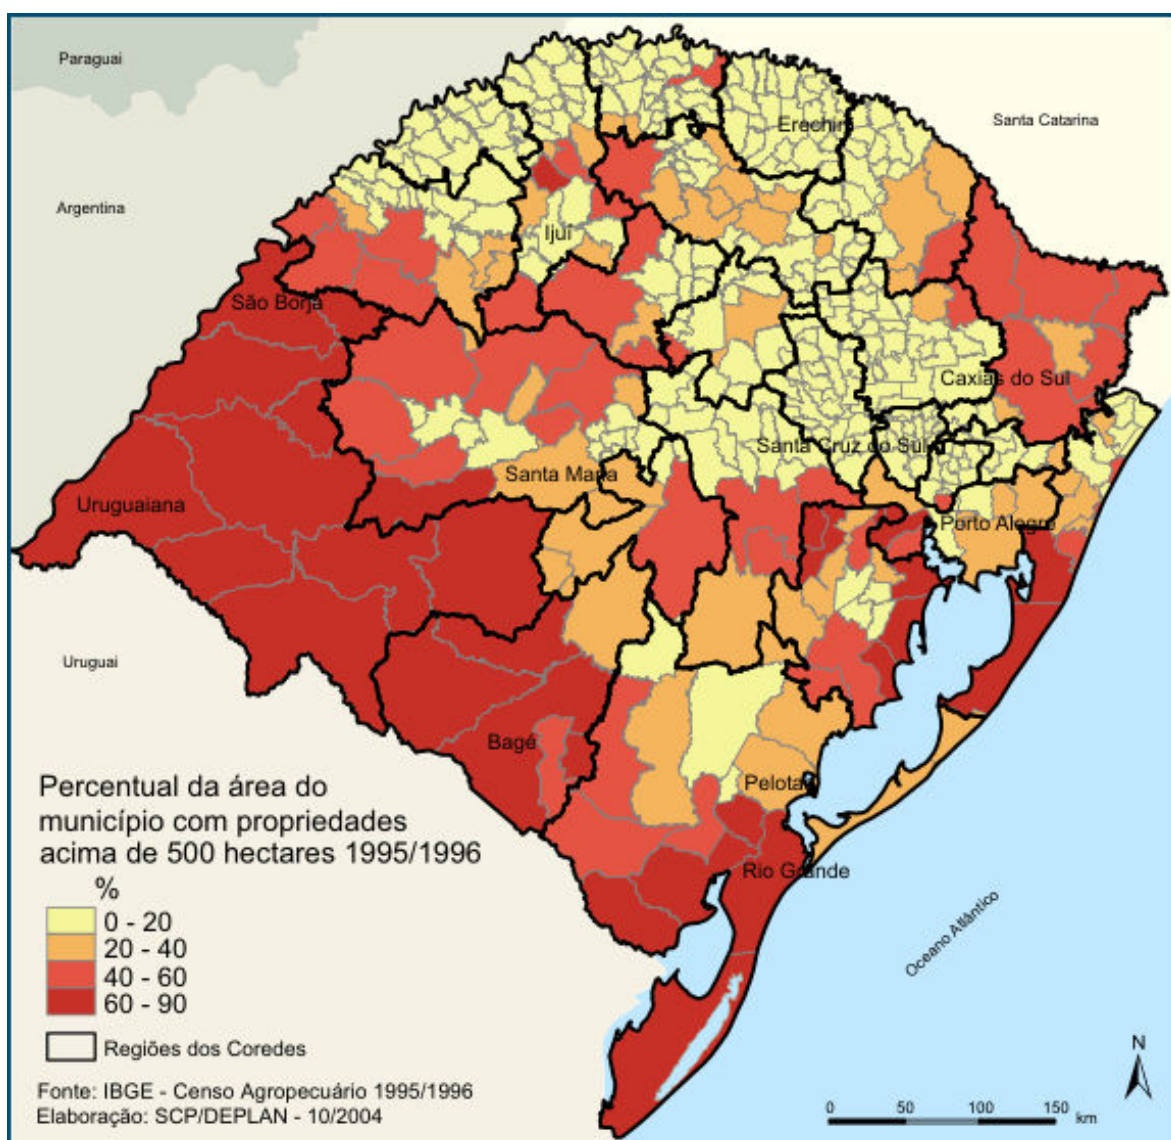 Paraguai
Santa Catarina
Erechim
Argentina
Ijuí
São Borja
Caxias do Sul
Santa Cruz do Sul
Santa Maria
Uruguaiana
Porto Alegre
Uruguai
Bagé
Pelotas
Rio Grande
Oceano Atlântico
Percentual da área do
município com propriedades
acima de 500 hectares 1995/1996
%
0 - 20
20 - 40
40 - 60
60 - 90
Regiões dos Coredes
Fonte: IBGE - Censo Agropecuário 1995/1996
Elaboração: SCP/DEPLAN - 10/2004
N
0 50 100 150 km